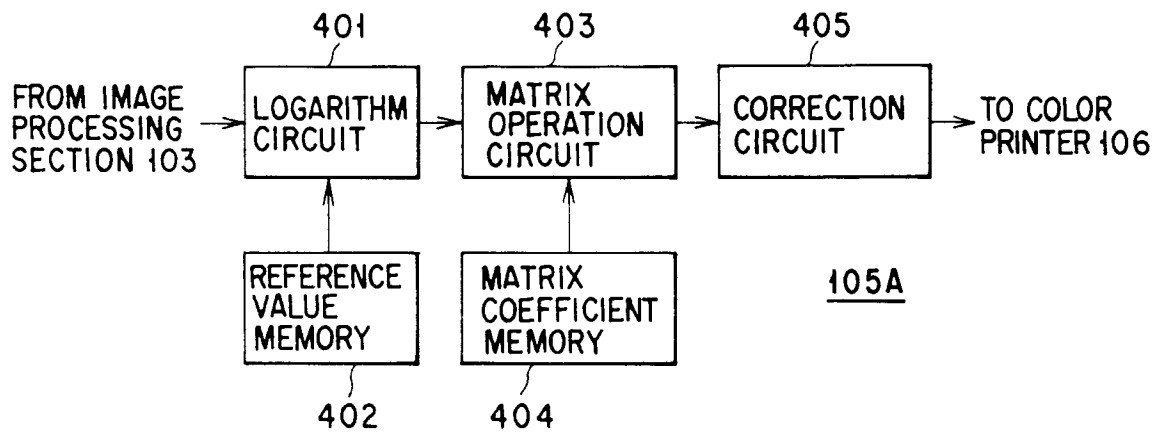 401
403
405
FROM IMAGE
PROCESSING
SECTION 103
LOGARITHM
CIRCUIT
MATRIX
OPERATION
CIRCUIT
CORRECTION
CIRCUIT
TO COLOR
PRINTER 106
REFERENCE
VALUE
MEMORY
MATRIX
COEFFICIENT
MEMORY
105A
402
404